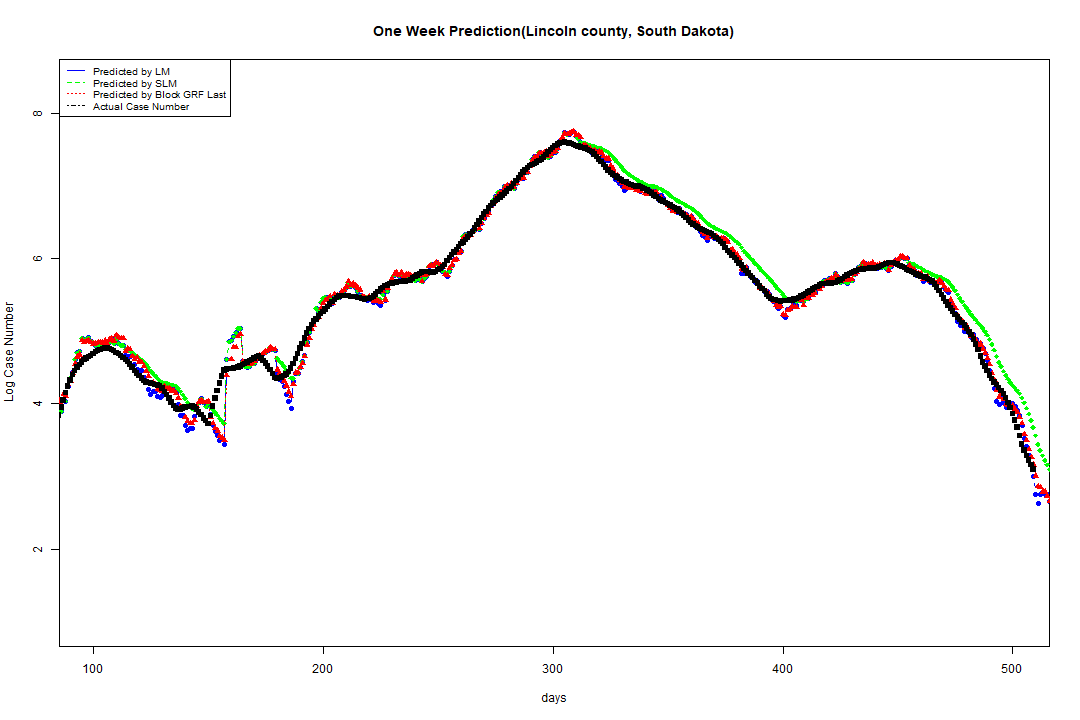 One Week Prediction(Lincoln county, South Dakota)
Predicted by LM
Predicted by SLM
Predicted by Block GRF Last
Actual Case Number
8
6
4
2
Log Case Number
100 200 300 400 500
days